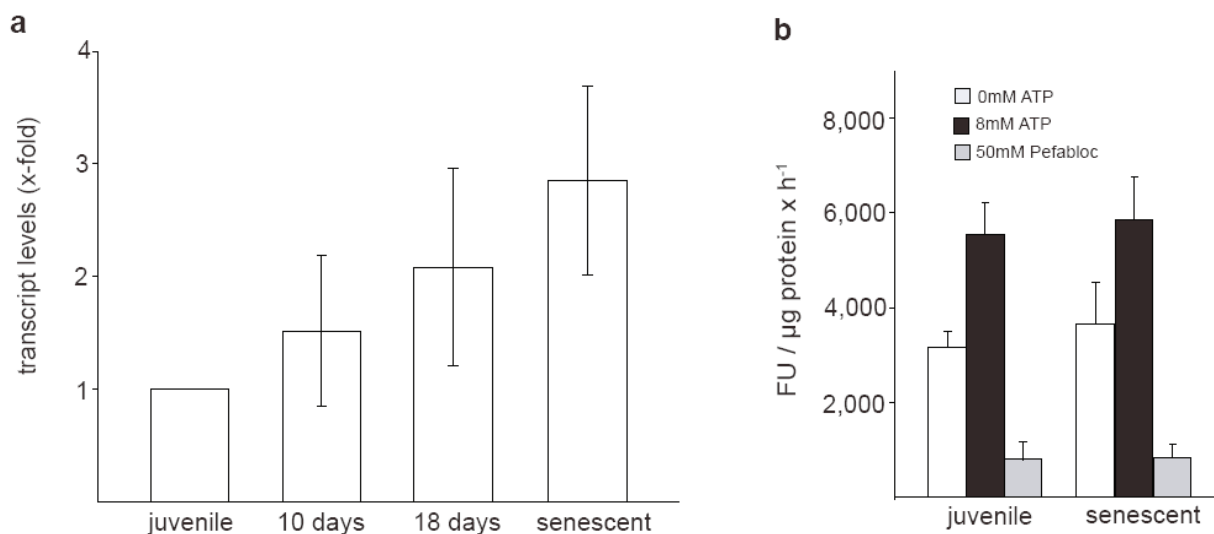 a
transcript levels (x-fold)
4
3
2
1
juvenile 10 days 18 days senescent
b
0mM ATP
8mM ATP
50mM Pefabloc
FU / µg protein x h⁻¹
8,000
6,000
4,000
2,000
juvenile senescent